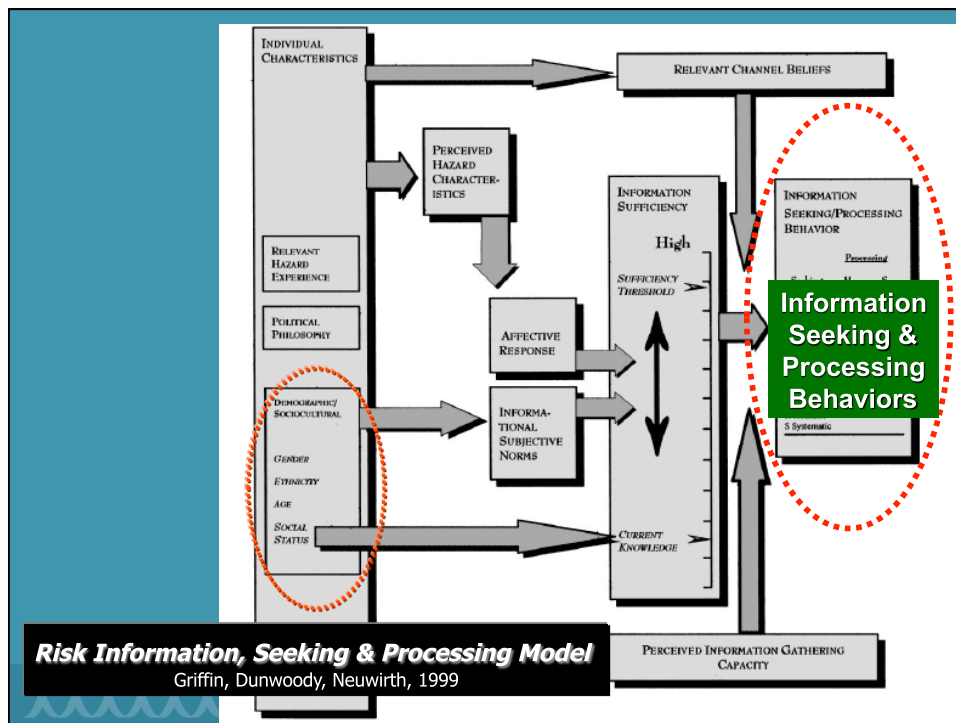 INDIVIDUAL
CHARACTERISTICS
RELEVANT
HAZARD
EXPERIENCE
POLITICAL
PHILOSOPHY
DEMOGRAPHIC/
SOCIOCULTURAL
GENDER
ETHNICITY
AGE
SOCIAL
STATUS
PERCEIVED
HAZARD
CHARACTER-
ISTICS
AFFECTIVE
RESPONSE
INFORMA-
TIONAL
SUBJECTIVE
NORMS
RELEVANT CHANNEL BELIEFS
INFORMATION
SUFFICIENCY
High
SUFFICIENCY
THRESHOLD
CURRENT
KNOWLEDGE
INFORMATION
SEEKING/PROCESSING
BEHAVIOR
Processing
Information
Seeking &
Processing
Behaviors
S Systematic
PERCEIVED INFORMATION GATHERING
CAPACITY
Risk Information, Seeking & Processing Model
Griffin, Dunwoody, Neuwirth, 1999